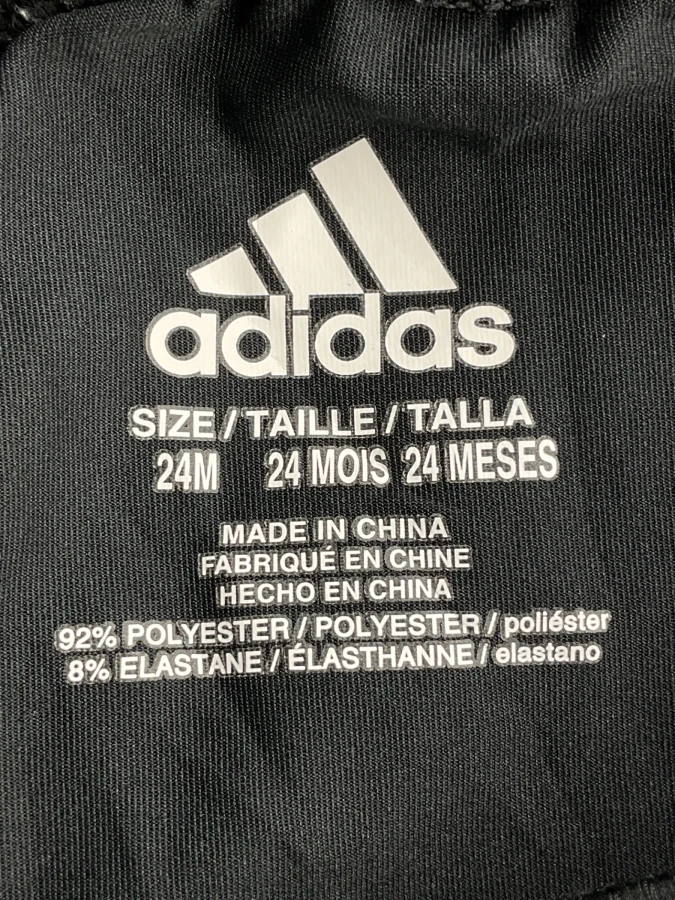 adidas
SIZE / TAILLE / TALLA
24M 24 MOIS 24 MESES
MADE IN CHINA
FABRIQUÉ EN CHINE
HECHO EN CHINA
92% POLYESTER / POLYESTER / poliéster
8% ELASTANE / ÉLASTHANNE / elastano